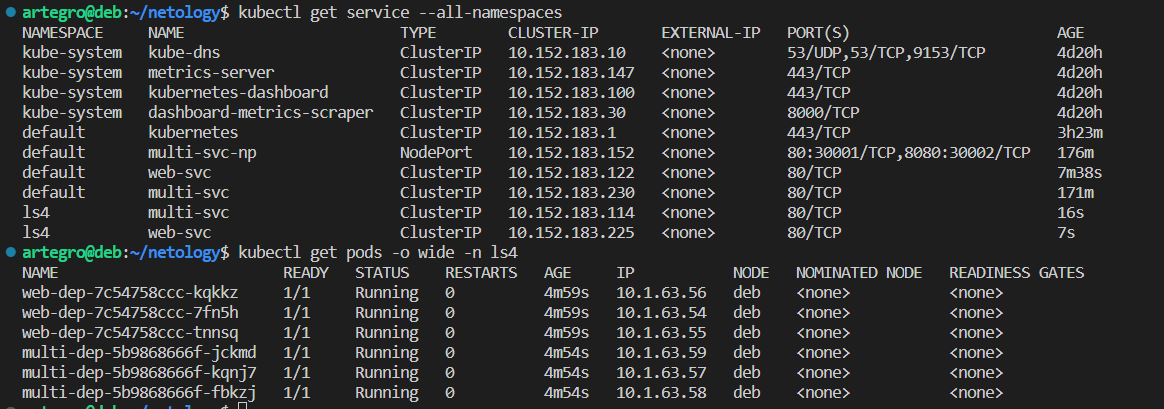 artegro@deb:~/netology$ kubectl get service --all-namespaces
NAMESPACE NAME TYPE CLUSTER-IP EXTERNAL-IP PORT(S) AGE
kube-system kube-dns ClusterIP 10.152.183.10 <none> 53/UDP,53/TCP,9153/TCP 4d20h
kube-system metrics-server ClusterIP 10.152.183.147 <none> 443/TCP 4d20h
kube-system kubernetes-dashboard ClusterIP 10.152.183.100 <none> 443/TCP 4d20h
kube-system dashboard-metrics-scraper ClusterIP 10.152.183.30 <none> 8000/TCP 4d20h
default kubernetes ClusterIP 10.152.183.1 <none> 443/TCP 3h23m
default multi-svc-np NodePort 10.152.183.152 <none> 80:30001/TCP,8080:30002/TCP 176m
default web-svc ClusterIP 10.152.183.122 <none> 80/TCP 7m38s
default multi-svc ClusterIP 10.152.183.230 <none> 80/TCP 171m
ls4 multi-svc ClusterIP 10.152.183.114 <none> 80/TCP 16s
ls4 web-svc ClusterIP 10.152.183.225 <none> 80/TCP 7s
artegro@deb:~/netology$ kubectl get pods -o wide -n ls4
NAME READY STATUS RESTARTS AGE IP NODE NOMINATED NODE READINESS GATES
web-dep-7c54758ccc-kqkkz 1/1 Running 0 4m59s 10.1.63.56 deb <none> <none>
web-dep-7c54758ccc-7fn5h 1/1 Running 0 4m59s 10.1.63.54 deb <none> <none>
web-dep-7c54758ccc-tnnsq 1/1 Running 0 4m59s 10.1.63.55 deb <none> <none>
multi-dep-5b9868666f-jckmd 1/1 Running 0 4m54s 10.1.63.59 deb <none> <none>
multi-dep-5b9868666f-kqnj7 1/1 Running 0 4m54s 10.1.63.57 deb <none> <none>
multi-dep-5b9868666f-fbkzj 1/1 Running 0 4m54s 10.1.63.58 deb <none> <none>
artegro@deb:~/netology$